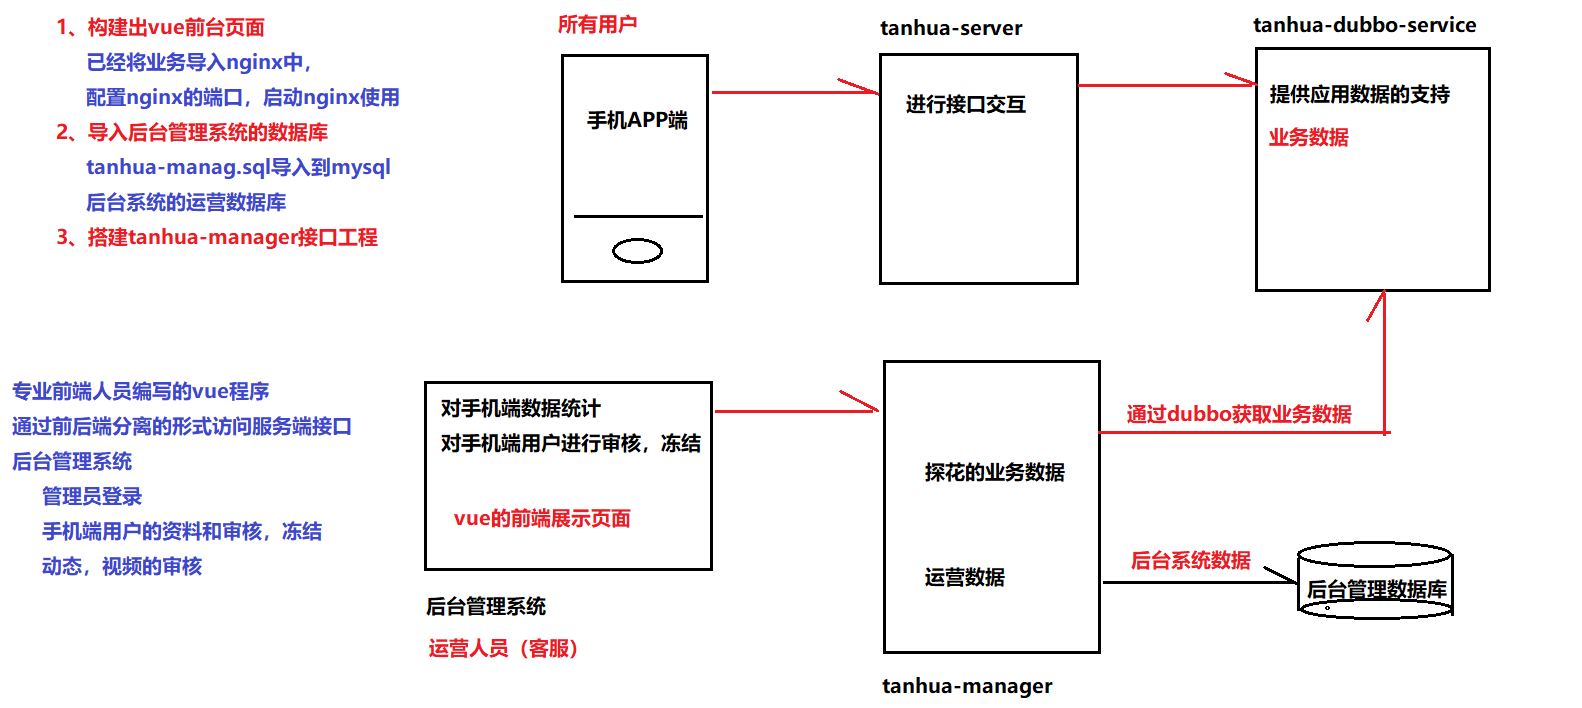 1、构建出vue前台页面
已经将业务导入nginx中，
配置nginx的端口，启动nginx使用
2、导入后台管理系统的数据库
tanhua-manag.sql导入到mysql
后台系统的运营数据库
3、搭建tanhua-manager接口工程
所有用户
手机APP端
tanhua-server
进行接口交互
tanhua-dubbo-service
提供应用数据的支持
业务数据
专业前端人员编写的vue程序
通过前后端分离的形式访问服务端接口
后台管理系统
管理员登录
手机端用户的资料和审核，冻结
动态，视频的审核
对手机端数据统计
对手机端用户进行审核，冻结
vue的前端展示页面
后台管理系统
运营人员（客服）
探花的业务数据
运营数据
tanhua-manager
通过dubbo获取业务数据
后台系统数据
后台管理数据库
。